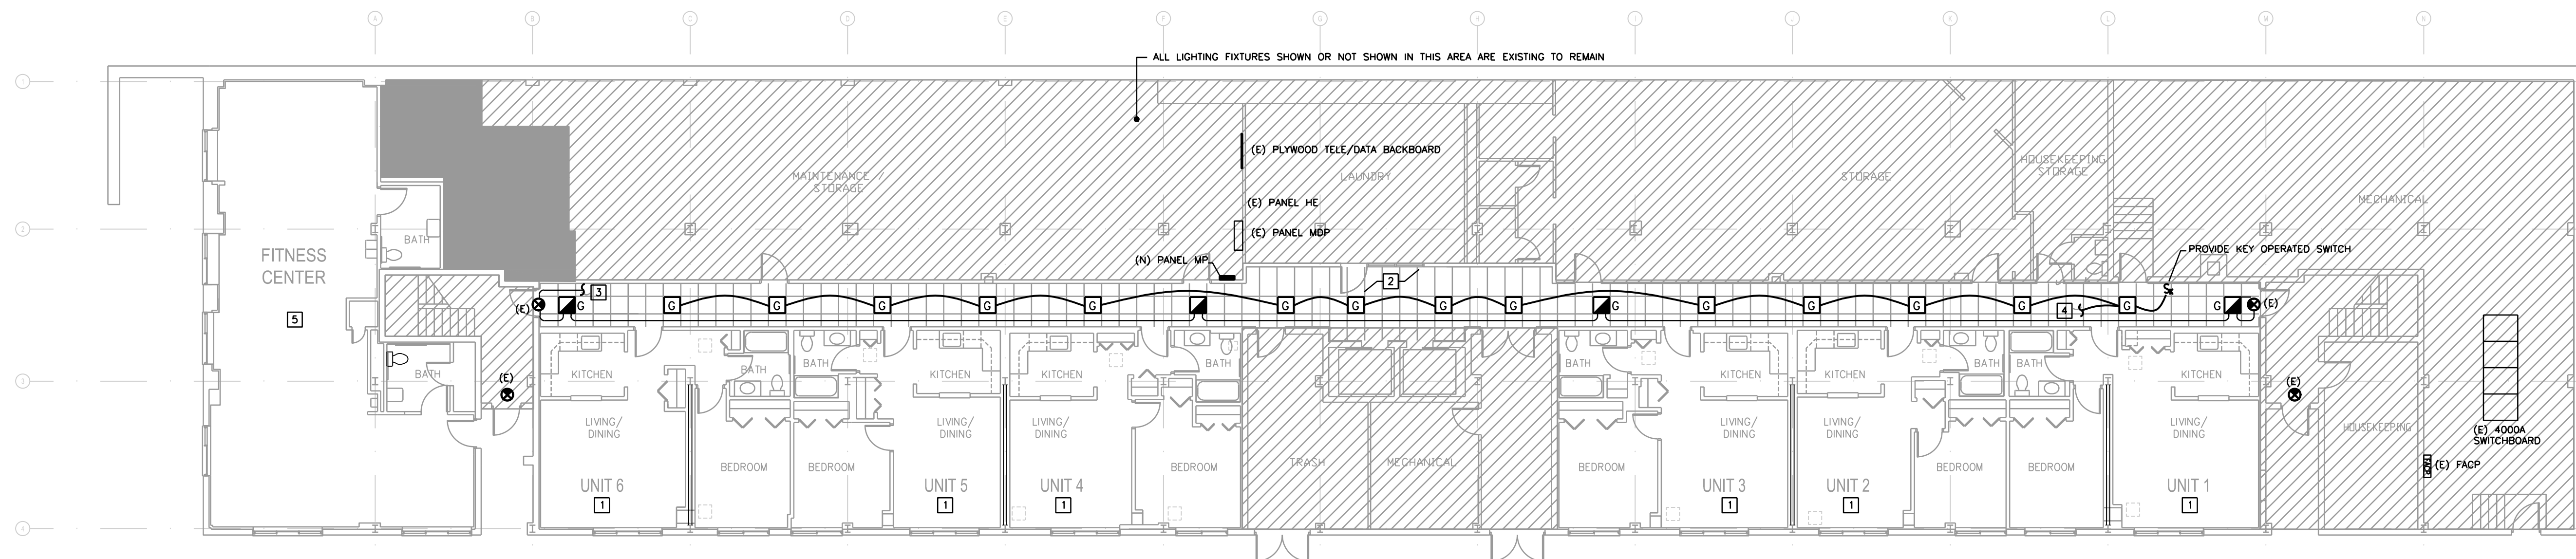 A B C D E F G H I J K L M N
ALL LIGHTING FIXTURES SHOWN OR NOT SHOWN IN THIS AREA ARE EXISTING TO REMAIN
1
(E) PLYWOOD TELE/DATA BACKBOARD
HOUSEKEEPING
STORAGE
MAINTENANCE /
STORAGE
LAUNDRY
STORAGE
MECHANICAL
(E) PANEL HE
2
(E) PANEL MDP
BATH
FITNESS
CENTER
PROVIDE KEY OPERATED SWITCH
(N) PANEL MP
2
3
(E) G G G G G G G G G G G G G G G G G (E)
4
5
BATH
(E)
KITCHEN
BATH
BATH
KITCHEN
KITCHEN
BATH
BATH
KITCHEN
KITCHEN
BATH
BATH
KITCHEN
(E)
3
LIVING/
DINING
LIVING/
DINING
LIVING/
DINING
LIVING/
DINING
LIVING/
DINING
LIVING/
DINING
HOUSEKEEPING
(E) 4000A
SWITCHBOARD
BEDROOM
BEDROOM
BEDROOM
TRASH
MECHANICAL
BEDROOM
BEDROOM
BEDROOM
FACP
(E) FACP
UNIT 6
UNIT 5
UNIT 4
UNIT 3
UNIT 2
UNIT 1
1
1
1
1
1
1
4